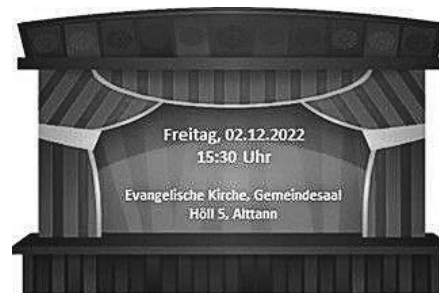 Freitag, 02.12.2022
15:30 Uhr
Evangelische Kirche, Gemeindesaal
Höll 5, Alttann